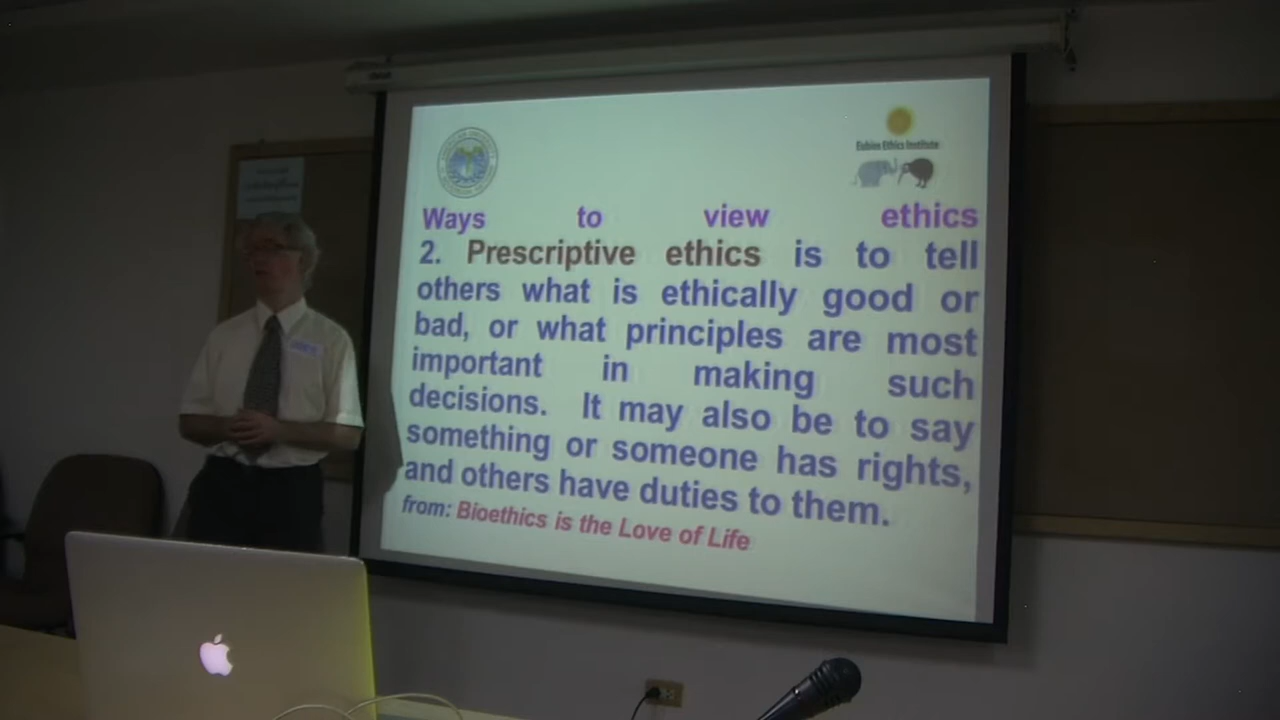 Eubios Ethics Institute
Ways to view ethics
2. Prescriptive ethics is to tell
others what is ethically good or
bad, or what principles are most
important in making such
decisions. It may also be to say
something or someone has rights,
and others have duties to them.
from: Bioethics is the Love of Life